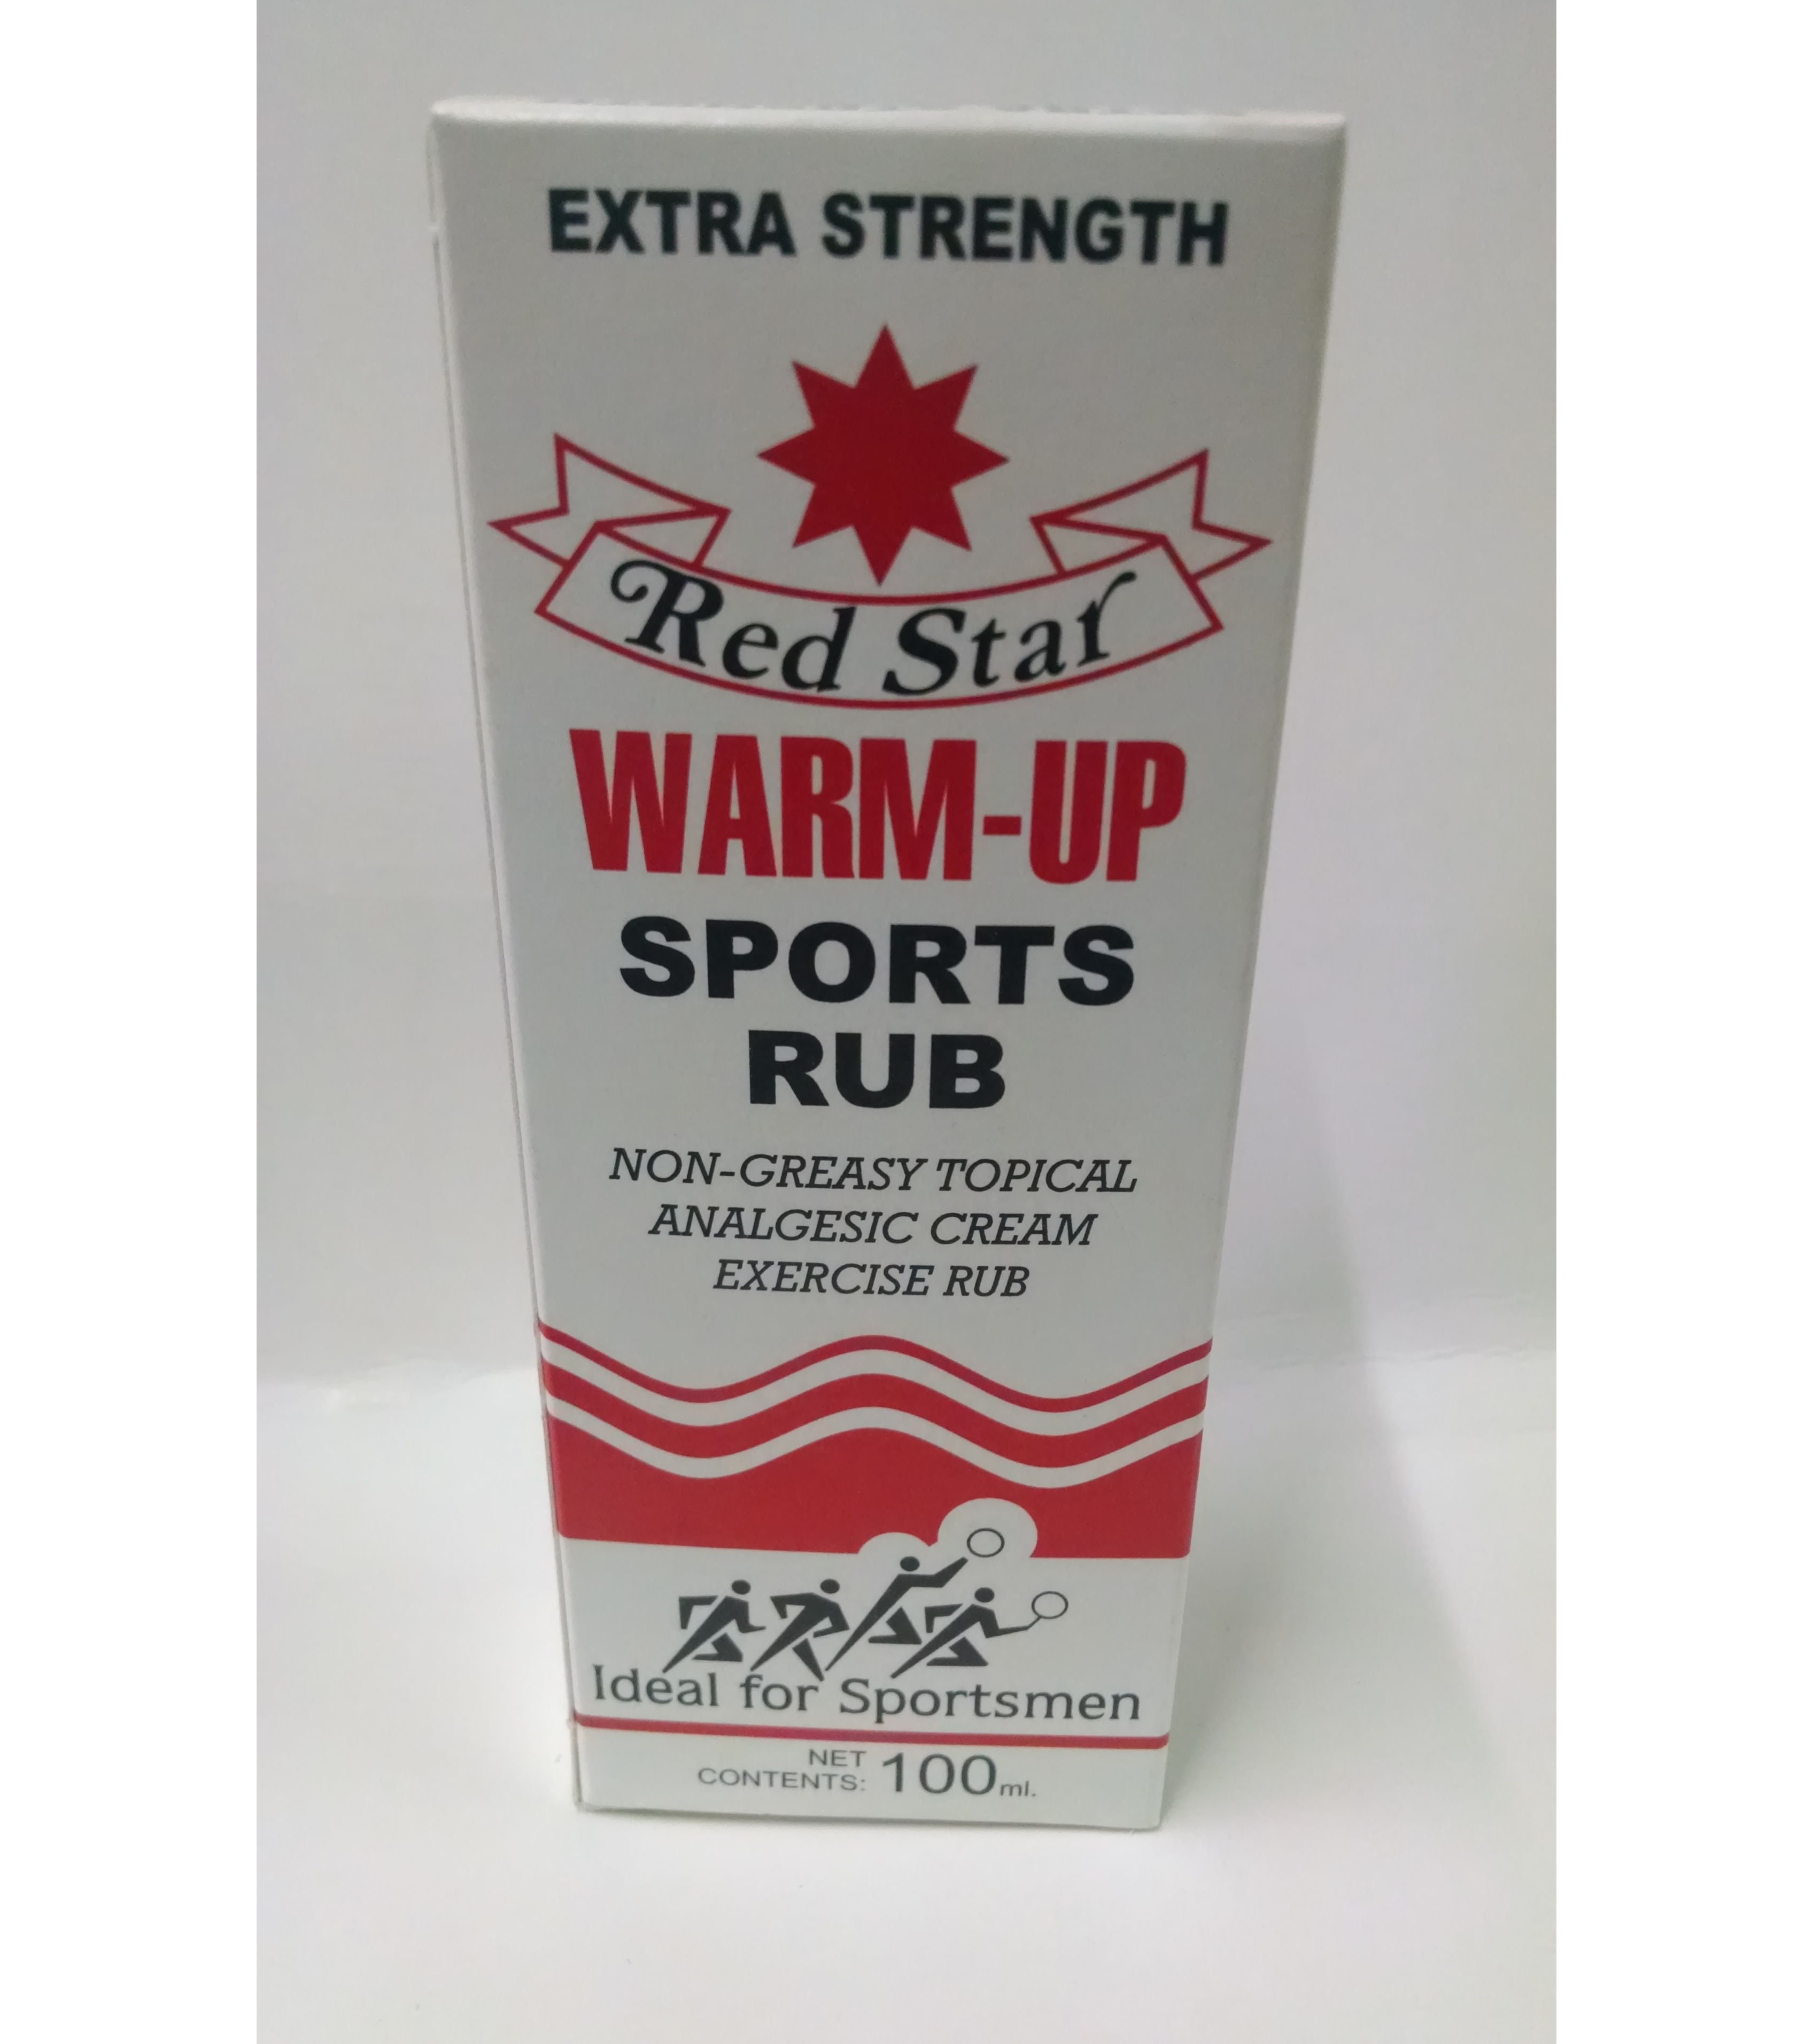 EXTRA STRENGTH
Red Star
WARM-UP
SPORTS
RUB
NON-GREASY TOPICAL
ANALGESIC CREAM
EXERCISE RUB
Ideal for Sportsmen
NET
CONTENTS: 100ml.